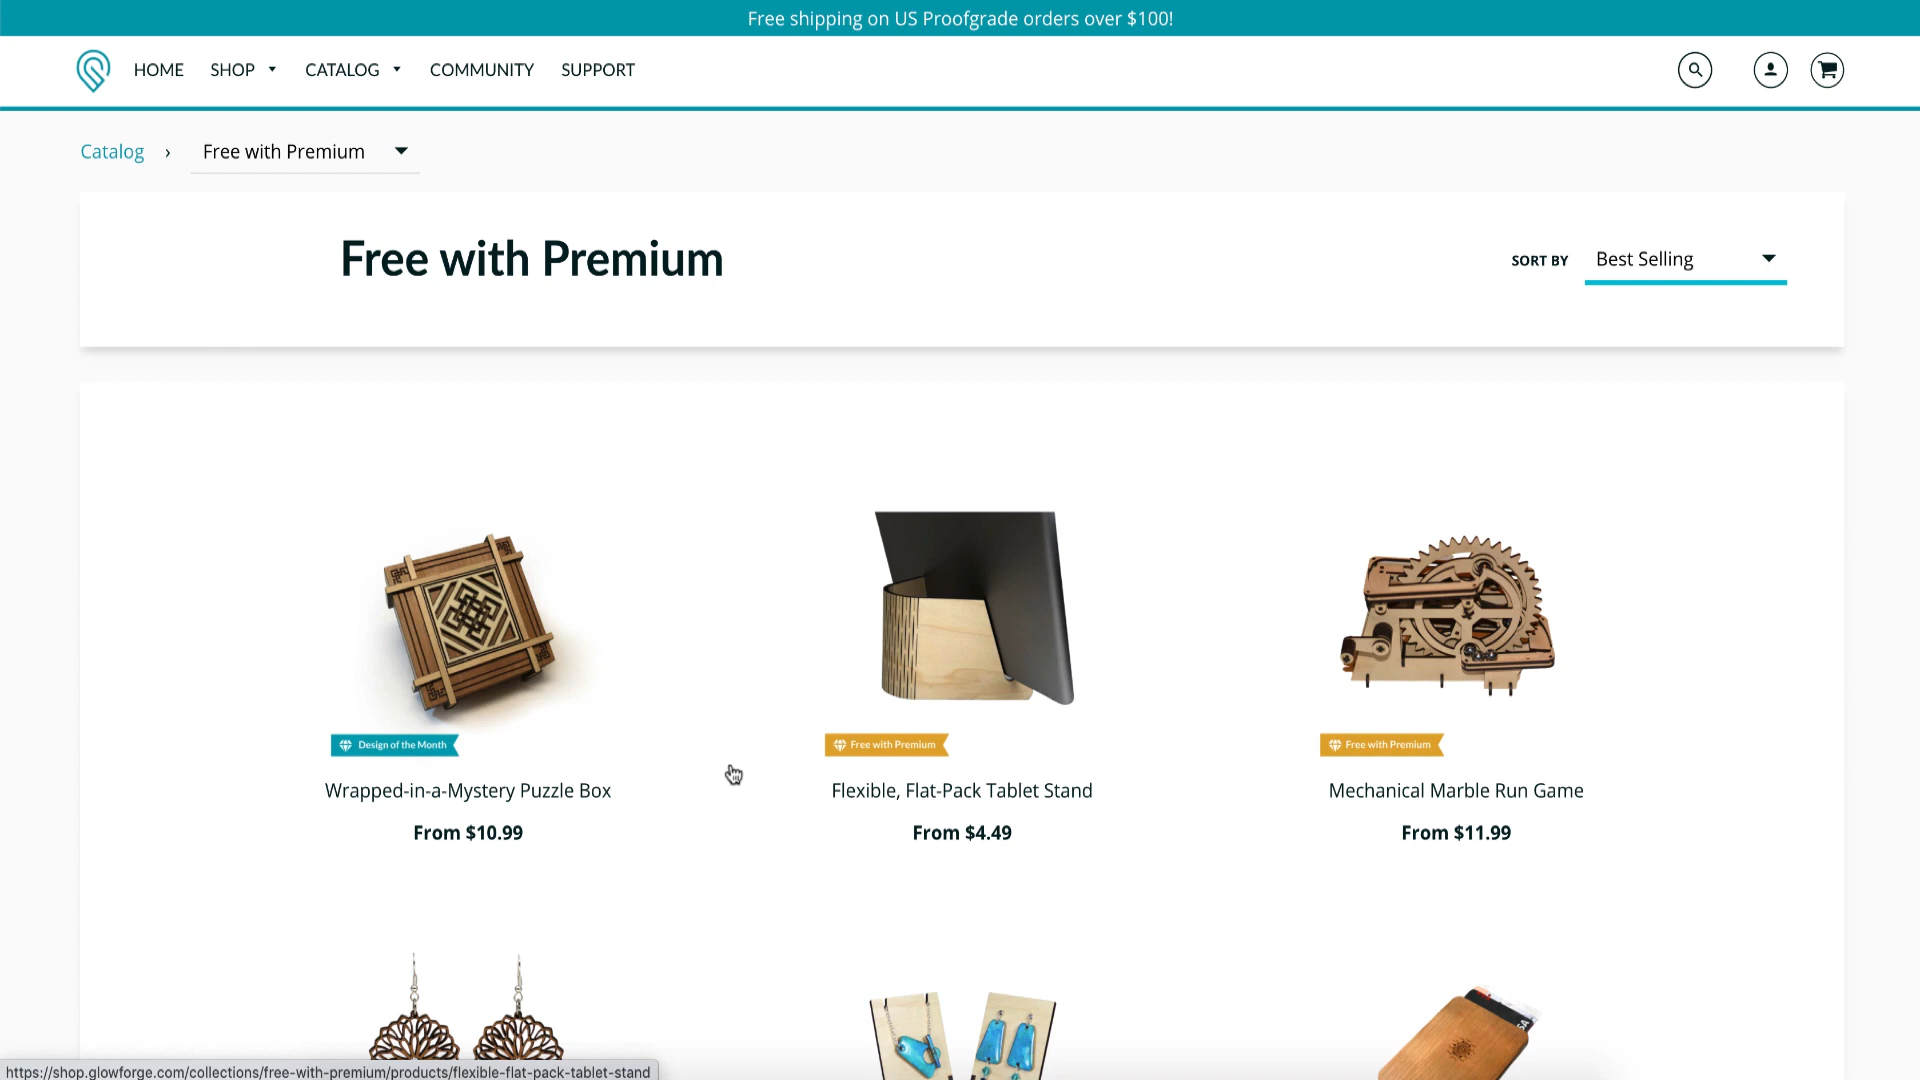 Free shipping on US Proofgrade orders over $100!
HOME SHOP CATALOG COMMUNITY SUPPORT
Catalog › Free with Premium
Free with Premium
SORT BY Best Selling
Design of the Month
Free with Premium
Free with Premium
Wrapped-in-a-Mystery Puzzle Box
Flexible, Flat-Pack Tablet Stand
Mechanical Marble Run Game
From $10.99
From $4.49
From $11.99
https://shop.glowforge.com/collections/free-with-premium/products/flexible-flat-pack-tablet-stand